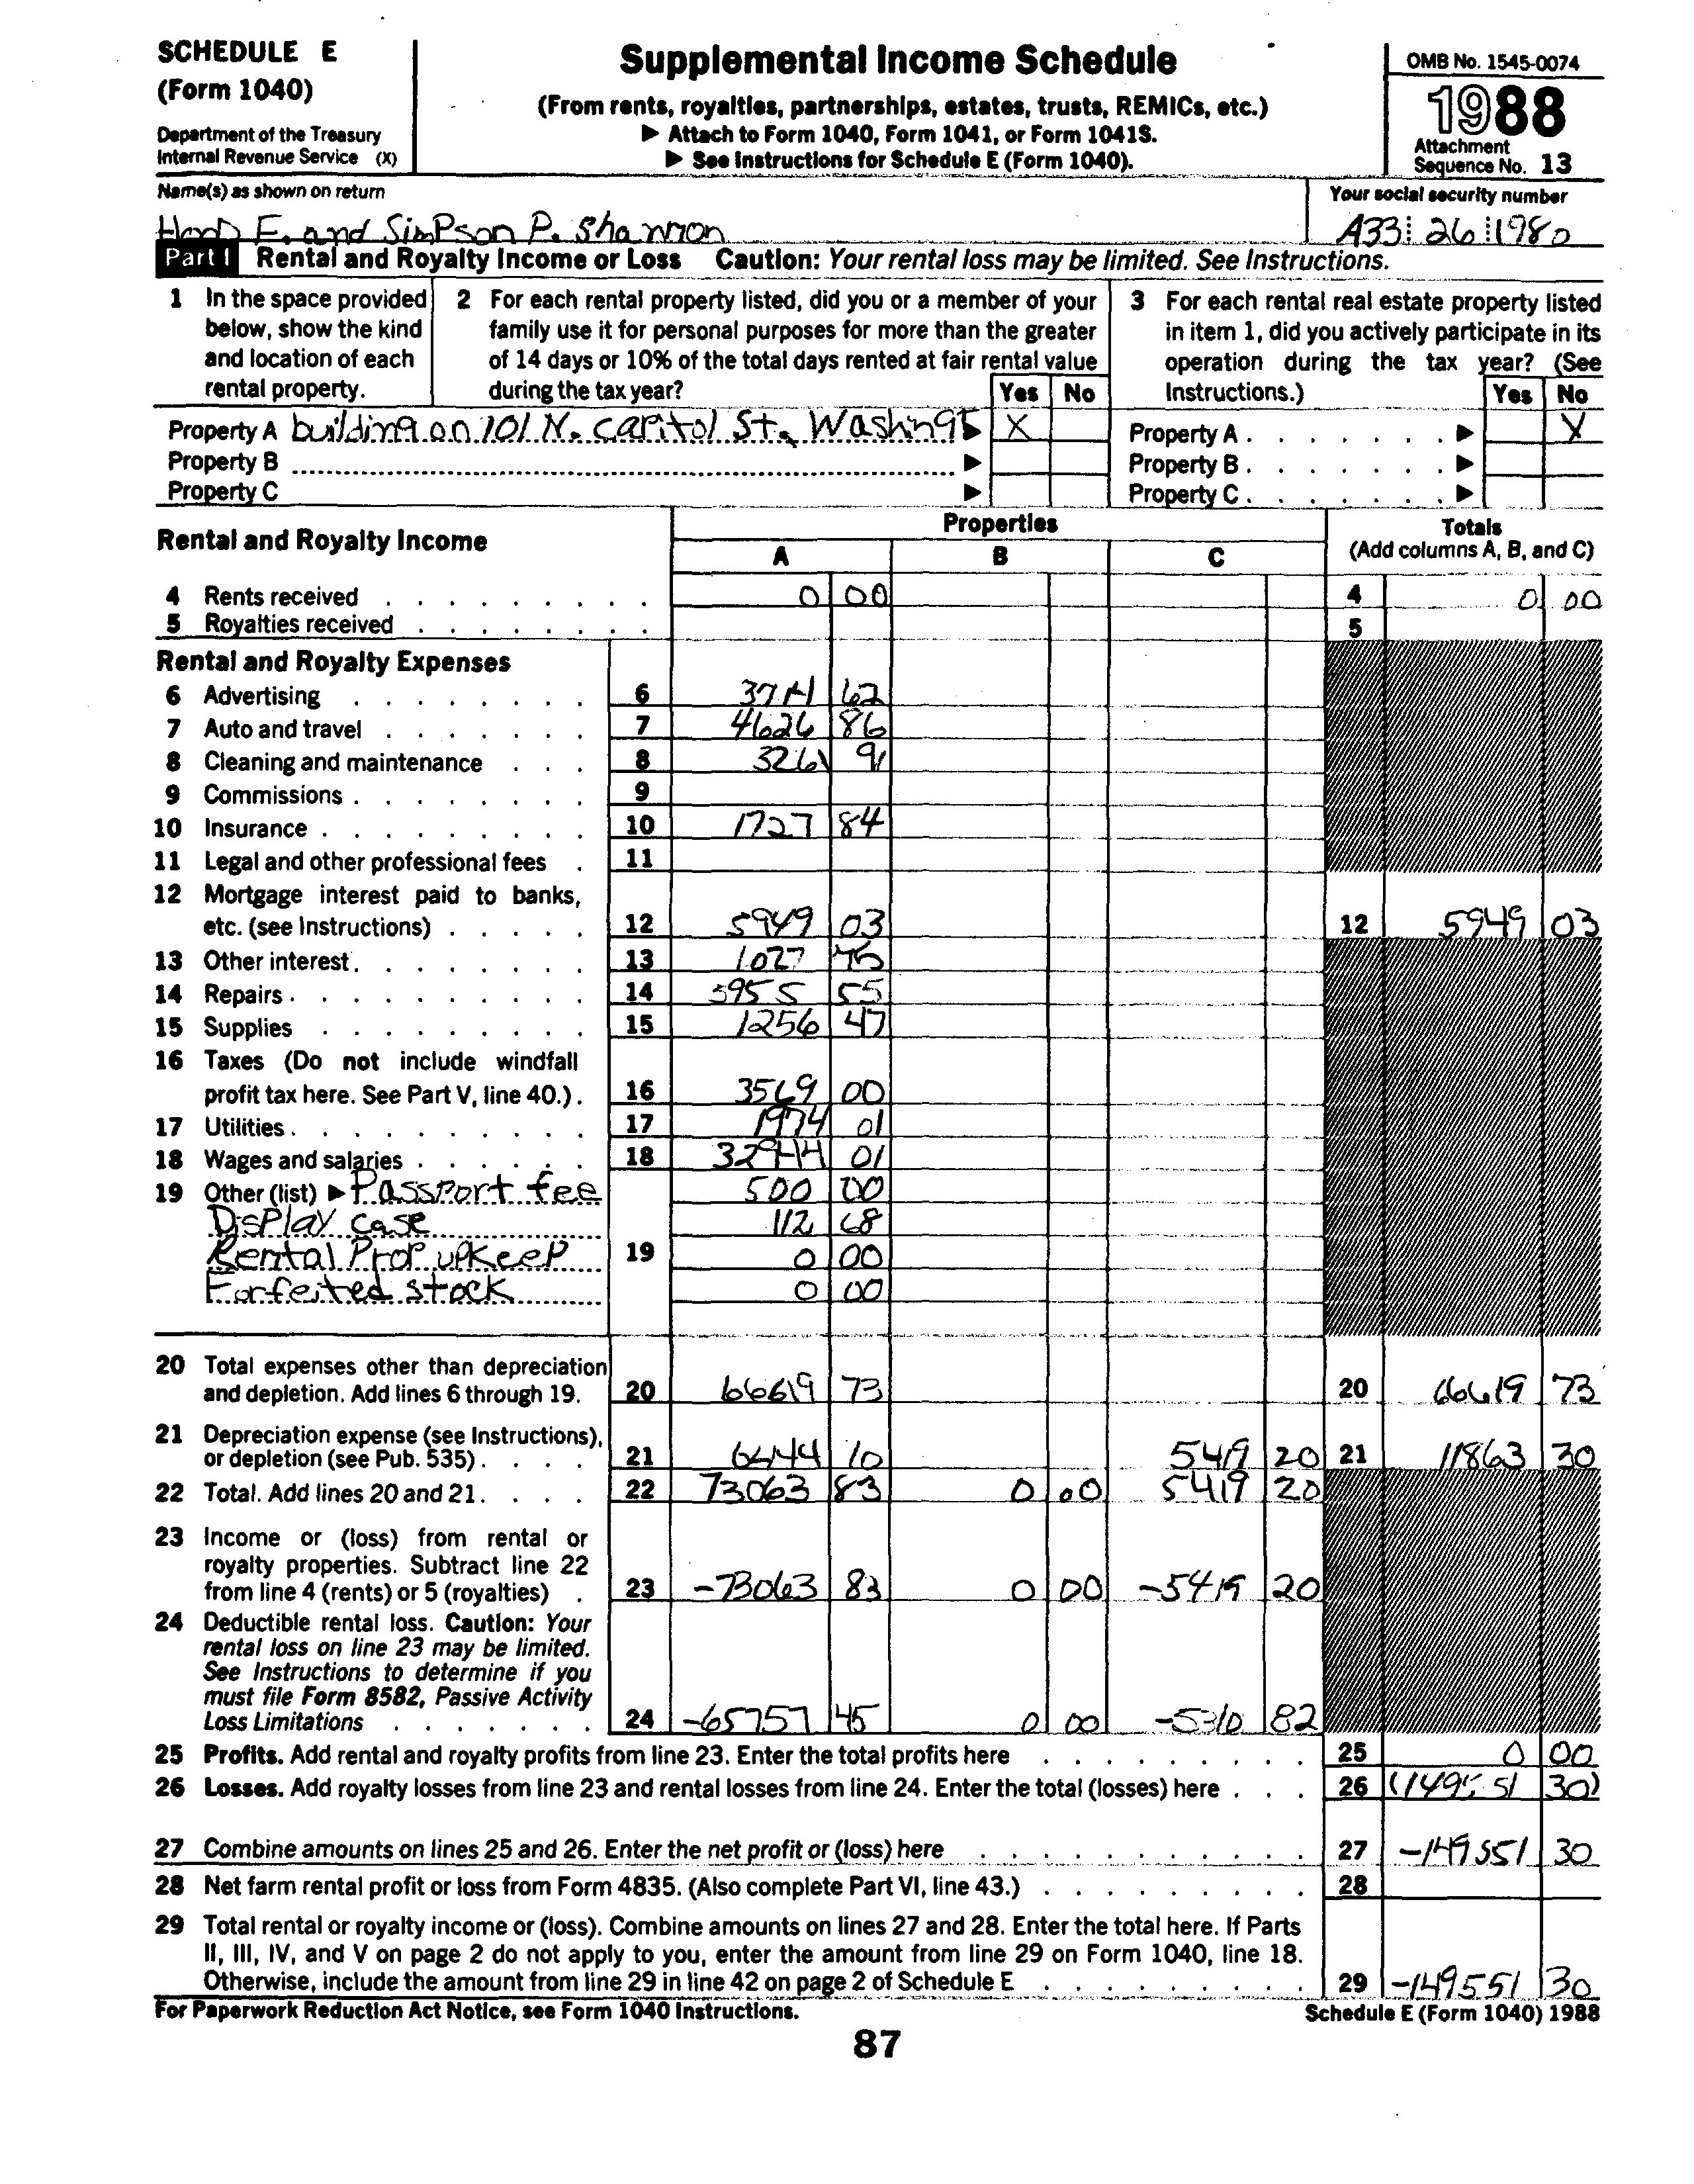 SCHEDULE E
(Form 1040)
Department of the Treasury
Internal Revenue Service (X)
Supplemental Income Schedule
(From rents, royalties, partnerships, estates, trusts, REMICs, etc.)
▶ Attach to Form 1040, Form 1041, or Form 1041S.
▶ See Instructions for Schedule E (Form 1040).
OMB No. 1545-0074
1988
Attachment
Sequence No. 13
Name(s) as shown on return
Your social security number
E. and Simpson P. Shannon
A33 26 1980
Part I Rental and Royalty Income or Loss Caution: Your rental loss may be limited. See Instructions.
1 In the space provided below, show the kind and location of each rental property.
2 For each rental property listed, did you or a member of your family use it for personal purposes for more than the greater of 14 days or 10% of the total days rented at fair rental value during the tax year?
Yes No
3 For each rental real estate property listed in item 1, did you actively participate in its operation during the tax year? (See Instructions.)
Yes No
Property A building on 101 N. capitol St., Washingt ▶ X
Property A . . . . . . . ▶ X
Property B ▶
Property B . . . . . . . ▶
Property C ▶
Property C . . . . . . . ▶
Rental and Royalty Income
Properties
A B C
Totals
(Add columns A, B, and C)
4 Rents received 0 00 4 0 00
5 Royalties received 5
Rental and Royalty Expenses
6 Advertising 6 62
7 Auto and travel 7 4626 86
8 Cleaning and maintenance 8 3261 91
9 Commissions 9
10 Insurance 10 1727 84
11 Legal and other professional fees 11
12 Mortgage interest paid to banks,
etc. (see Instructions) 12 5949 03 12 5949 03
13 Other interest 13 1027 75
14 Repairs 14 5955 55
15 Supplies 15 1256 47
16 Taxes (Do not include windfall
profit tax here. See Part V, line 40.) 16 3569 00
17 Utilities 17 1974 01
18 Wages and salaries 18 32944 01
19 Other (list) ▶ Passport fee 500 00
Display case 112 68
Rental Prop upkeep 19 0 00
Forfeited stock 0 00
20 Total expenses other than depreciation
and depletion. Add lines 6 through 19. 20 66619 73 20 66619 73
21 Depreciation expense (see Instructions),
or depletion (see Pub. 535) 21 6444 10 5419 20 21 11863 30
22 Total. Add lines 20 and 21 22 73063 83 0 00 5419 20
23 Income or (loss) from rental or
royalty properties. Subtract line 22
from line 4 (rents) or 5 (royalties) 23 -73063 83 0 00 -5419 20
24 Deductible rental loss. Caution: Your
rental loss on line 23 may be limited.
See Instructions to determine if you
must file Form 8582, Passive Activity
Loss Limitations 24 -65757 45 0 00 -5310 82
25 Profits. Add rental and royalty profits from line 23. Enter the total profits here 25 0 00
26 Losses. Add royalty losses from line 23 and rental losses from line 24. Enter the total (losses) here 26 (149551 30)
27 Combine amounts on lines 25 and 26. Enter the net profit or (loss) here 27 -149551 30
28 Net farm rental profit or loss from Form 4835. (Also complete Part VI, line 43.) 28
29 Total rental or royalty income or (loss). Combine amounts on lines 27 and 28. Enter the total here. If Parts
II, III, IV, and V on page 2 do not apply to you, enter the amount from line 29 on Form 1040, line 18.
Otherwise, include the amount from line 29 in line 42 on page 2 of Schedule E 29 -149551 30
For Paperwork Reduction Act Notice, see Form 1040 Instructions.
Schedule E (Form 1040) 1988
87